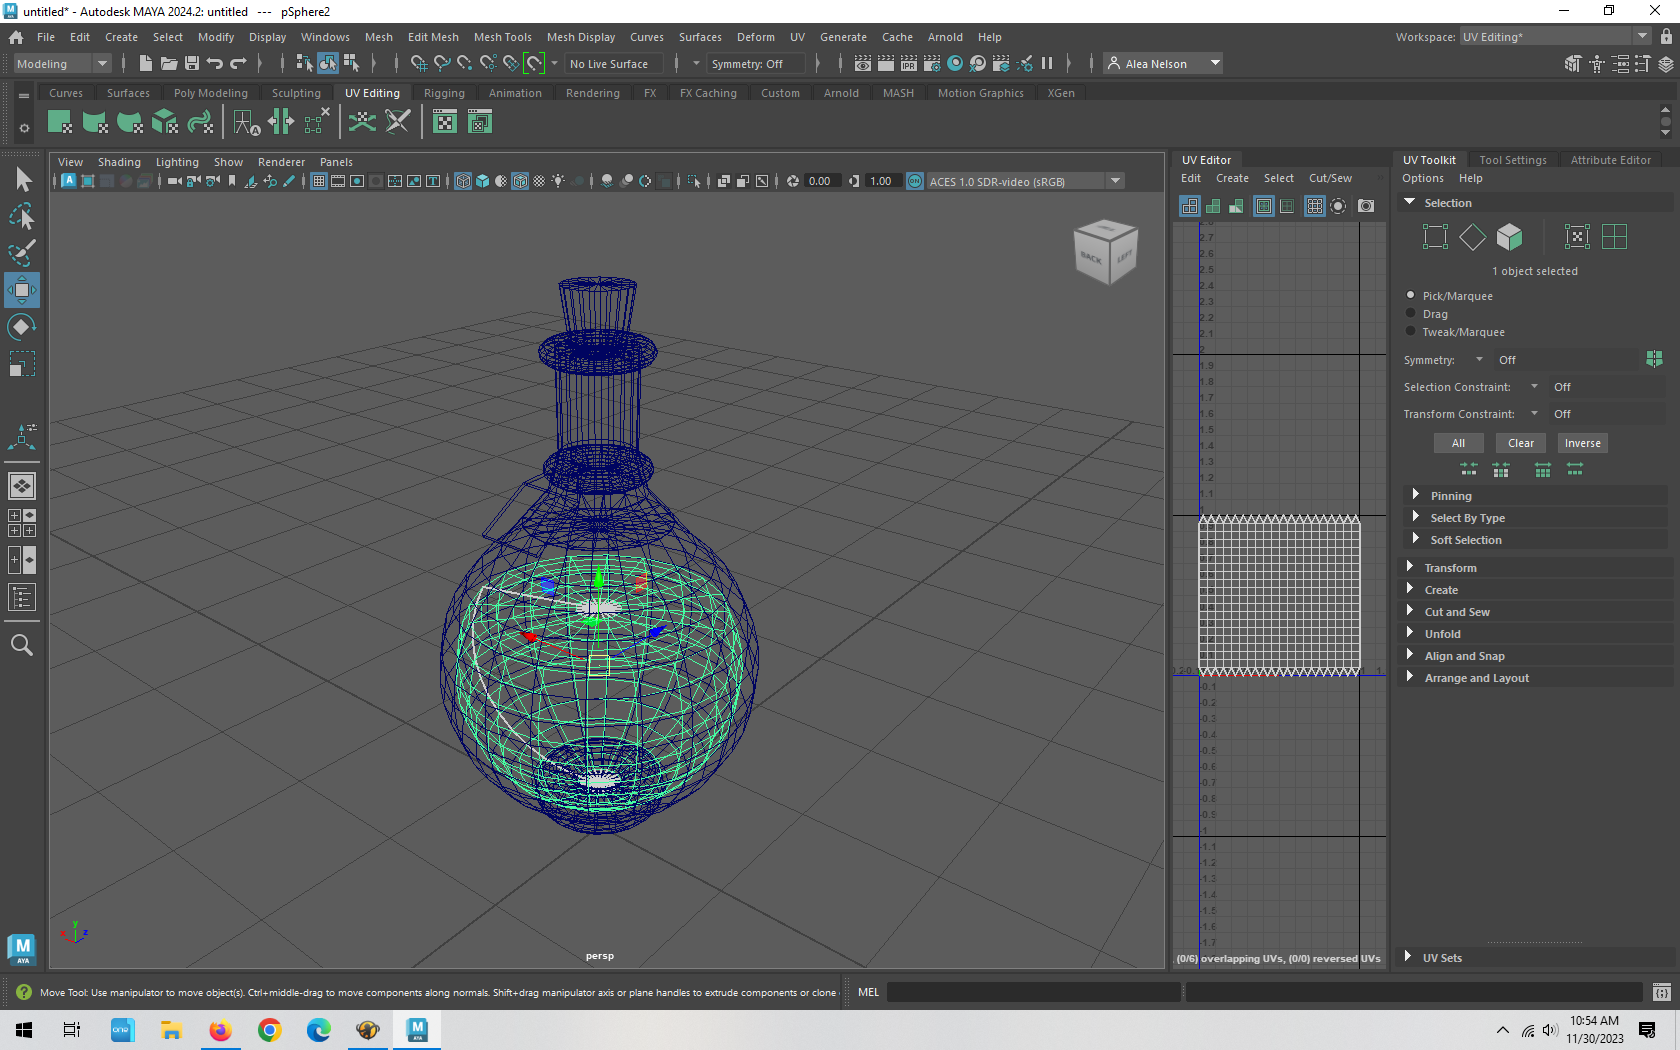 untitled* - Autodesk MAYA 2024.2: untitled --- pSphere2
File Edit Create Select Modify Display Windows Mesh Edit Mesh Mesh Tools Mesh Display Curves Surfaces Deform UV Generate Cache Arnold Help
Workspace: UV Editing*
Modeling
No Live Surface
Symmetry: Off
IPR
Alea Nelson
Curves Surfaces Poly Modeling Sculpting UV Editing Rigging Animation Rendering FX FX Caching Custom Arnold MASH Motion Graphics XGen
View Shading Lighting Show Renderer Panels
0.00
1.00
ON
ACES 1.0 SDR-video (sRGB)
BACK
LEFT
persp
y
x
z
UV Editor
Edit Create Select Cut/Sew
2.7
2.6
2.5
2.4
2.3
2.2
2.1
2
1.9
1.8
1.7
1.6
1.5
1.4
1.3
1.2
1.1
-0.1
-0.2
-0.3
-0.4
-0.5
-0.6
-0.7
-0.8
-0.9
-1
-1.1
-1.2
-1.3
-1.4
-1.5
-1.6
-1.7
(0/6) overlapping UVs, (0/0) reversed UVs
UV Toolkit Tool Settings Attribute Editor
Options Help
Selection
1 object selected
Pick/Marquee
Drag
Tweak/Marquee
Symmetry: Off
Selection Constraint: Off
Transform Constraint: Off
All Clear Inverse
Pinning
Select By Type
Soft Selection
Transform
Create
Cut and Sew
Unfold
Align and Snap
Arrange and Layout
UV Sets
M
AYA
Move Tool: Use manipulator to move object(s). Ctrl+middle-drag to move components along normals. Shift+drag manipulator axis or plane handles to extrude components or clone
MEL
one
M
AYA
10:54 AM
11/30/2023